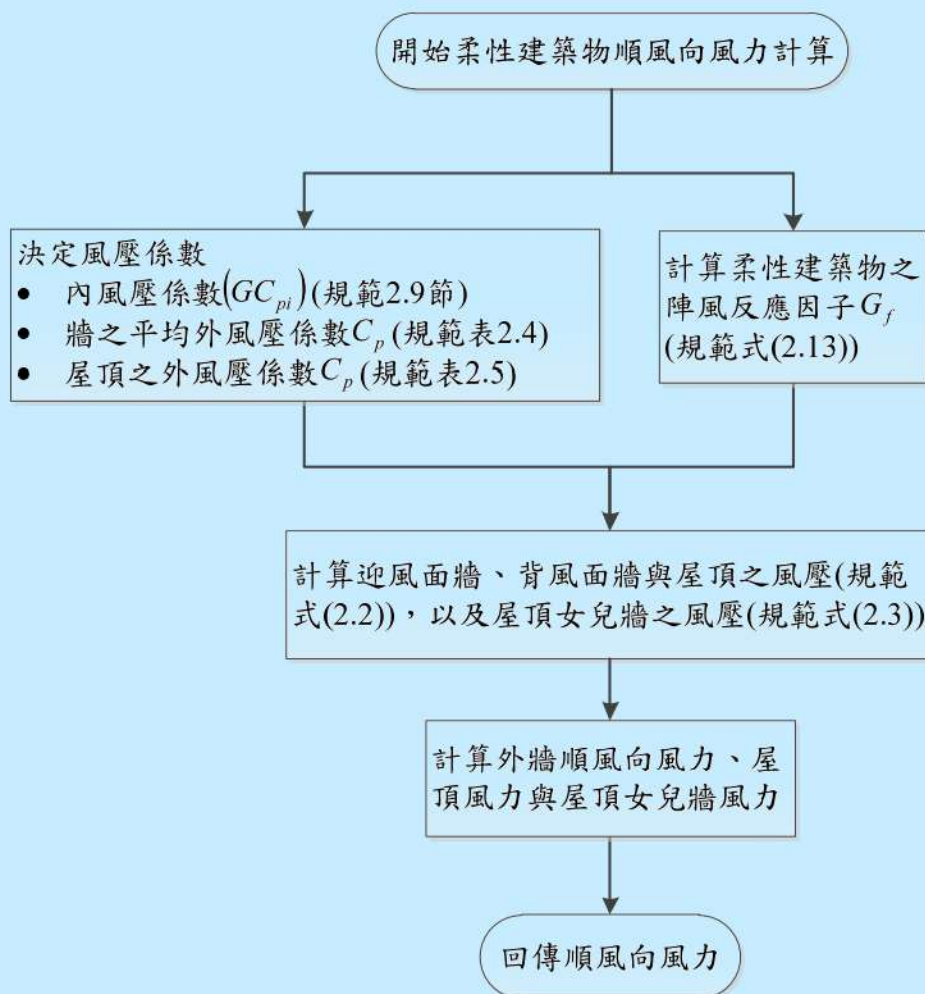 開始柔性建築物順風向風力計算
決定風壓係數
• 內風壓係數(GC_{pi})(規範2.9節)
• 牆之平均外風壓係數C_p(規範表2.4)
• 屋頂之外風壓係數C_p(規範表2.5)
計算柔性建築物之
陣風反應因子G_f
(規範式(2.13))
計算迎風面牆、背風面牆與屋頂之風壓(規範
式(2.2)),以及屋頂女兒牆之風壓(規範式(2.3))
計算外牆順風向風力、屋
頂風力與屋頂女兒牆風力
回傳順風向風力